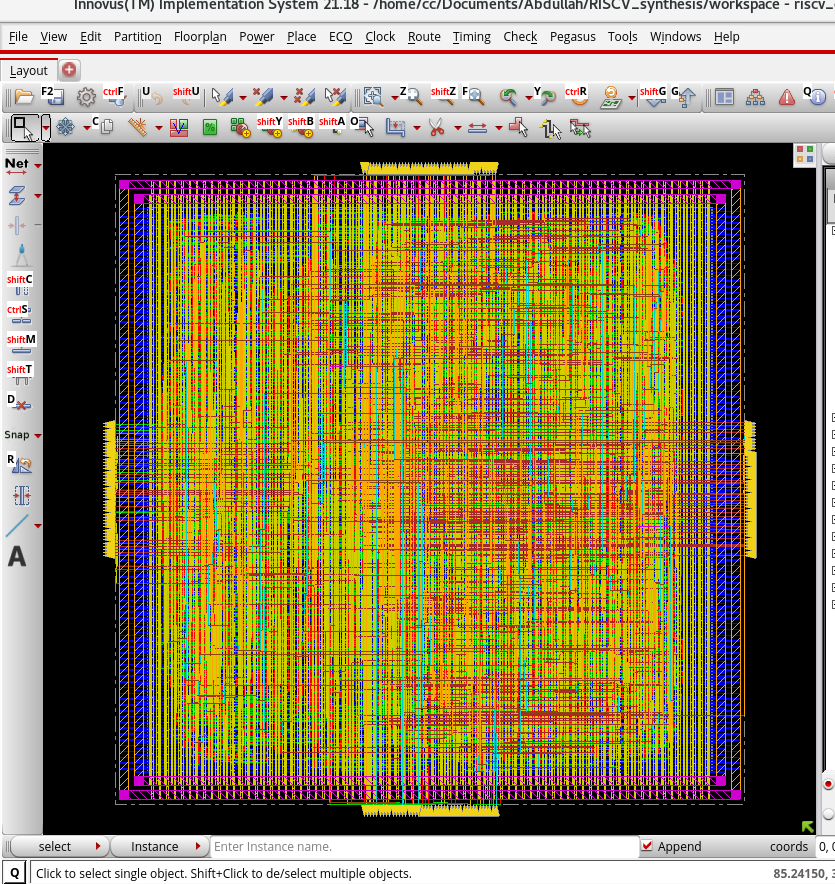 Innovus(TM) Implementation System 21.18 - /home/cc/Documents/Abdullah/RISCV_synthesis/workspace - riscv_
File View Edit Partition Floorplan Power Place ECO Clock Route Timing Check Pegasus Tools Windows Help
Layout
F2 CtrlF U ShiftU Z ShiftZ F Y CtrlR ShiftG G Q
C ShiftY ShiftB ShiftA O
Net
ShiftC
CtrlS
ShiftM
ShiftT
D
Snap
R
A
select Instance Enter Instance name. Append coords 0, 0
Q Click to select single object. Shift+Click to de/select multiple objects. 85.24150, 3